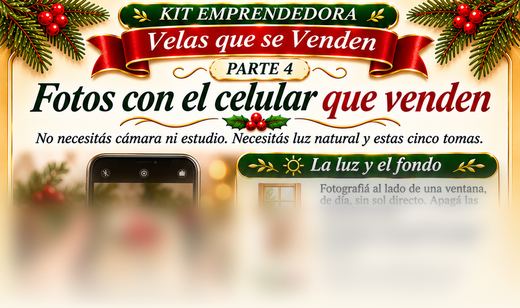 KIT EMPRENDEDORA
Velas que se Venden
PARTE 4
Fotos con el celular que venden
No necesitás cámara ni estudio. Necesitás luz natural y estas cinco tomas.
La luz y el fondo
Fotografiá al lado de una ventana,
de día, sin sol directo. Apagá las